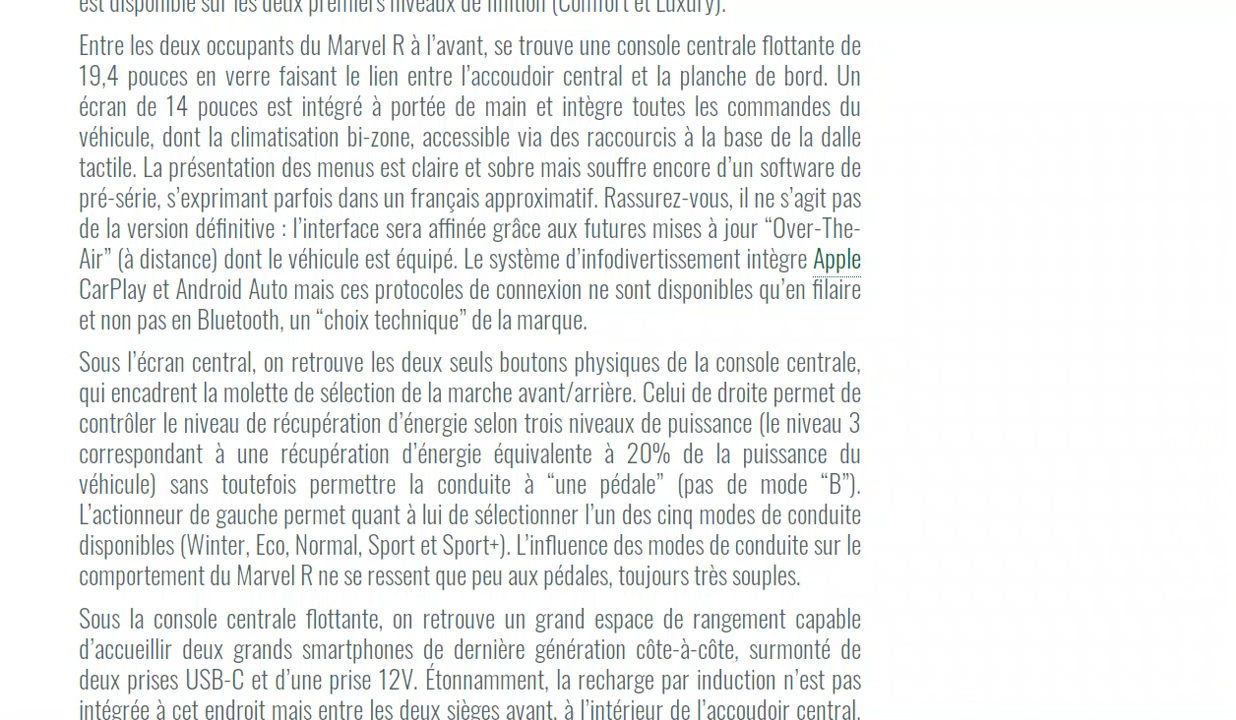 est disponible sur les deux premiers niveaux de finition (Comfort et Luxury).
Entre les deux occupants du Marvel R à l’avant, se trouve une console centrale flottante de
19,4 pouces en verre faisant le lien entre l’accoudoir central et la planche de bord. Un
écran de 14 pouces est intégré à portée de main et intègre toutes les commandes du
véhicule, dont la climatisation bi-zone, accessible via des raccourcis à la base de la dalle
tactile. La présentation des menus est claire et sobre mais souffre encore d’un software de
pré-série, s’exprimant parfois dans un français approximatif. Rassurez-vous, il ne s’agit pas
de la version définitive : l’interface sera affinée grâce aux futures mises à jour “Over-The-
Air” (à distance) dont le véhicule est équipé. Le système d’infodivertissement intègre Apple
CarPlay et Android Auto mais ces protocoles de connexion ne sont disponibles qu’en filaire
et non pas en Bluetooth, un “choix technique” de la marque.
Sous l’écran central, on retrouve les deux seuls boutons physiques de la console centrale,
qui encadrent la molette de sélection de la marche avant/arrière. Celui de droite permet de
contrôler le niveau de récupération d’énergie selon trois niveaux de puissance (le niveau 3
correspondant à une récupération d’énergie équivalente à 20% de la puissance du
véhicule) sans toutefois permettre la conduite à “une pédale” (pas de mode “B”).
L’actionneur de gauche permet quant à lui de sélectionner l’un des cinq modes de conduite
disponibles (Winter, Eco, Normal, Sport et Sport+). L’influence des modes de conduite sur le
comportement du Marvel R ne se ressent que peu aux pédales, toujours très souples.
Sous la console centrale flottante, on retrouve un grand espace de rangement capable
d’accueillir deux grands smartphones de dernière génération côte-à-côte, surmonté de
deux prises USB-C et d’une prise 12V. Étonnamment, la recharge par induction n’est pas
intégrée à cet endroit mais entre les deux sièges avant, à l’intérieur de l’accoudoir central.